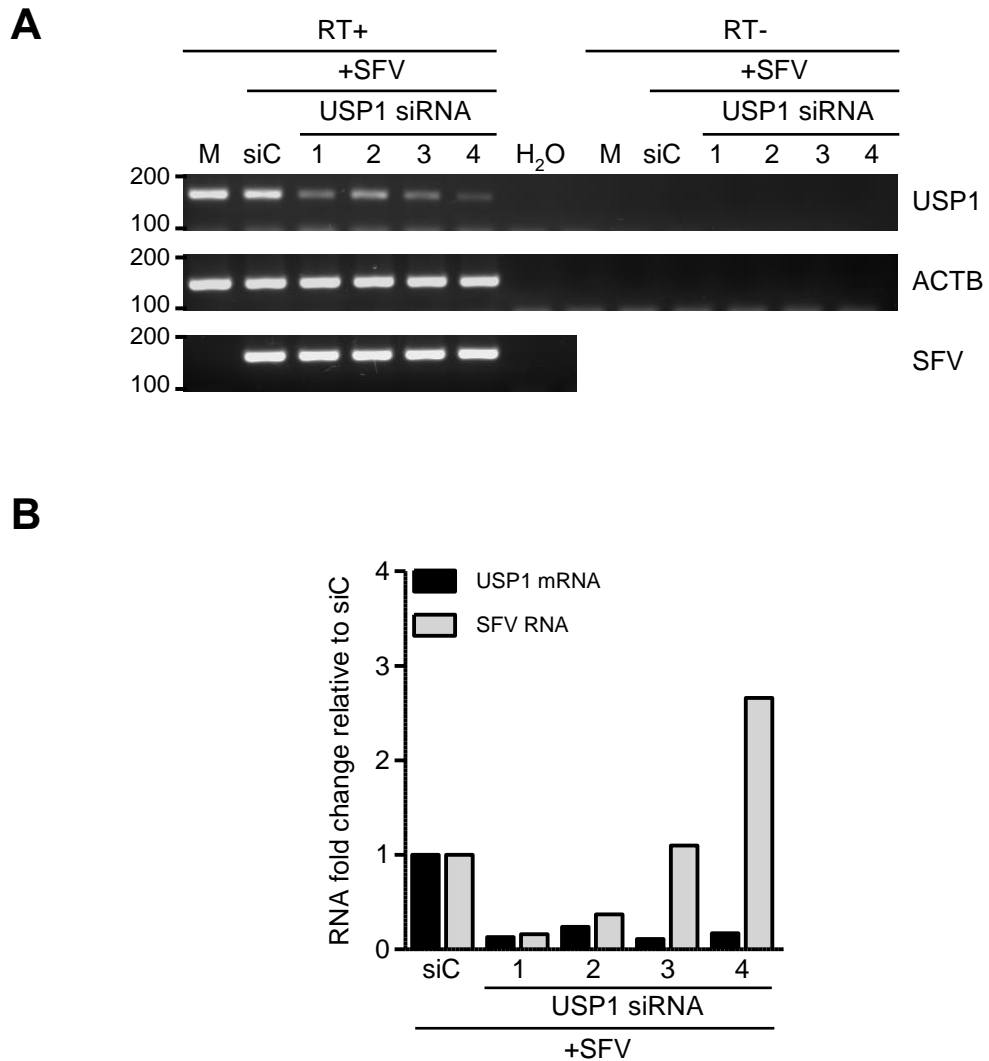 A
RT+ RT-
+SFV +SFV
USP1 siRNA USP1 siRNA
M siC 1 2 3 4 H₂O M siC 1 2 3 4
200
100
USP1
200
100
ACTB
200
100
SFV
B
RNA fold change relative to siC
4
3
2
1
0
USP1 mRNA
SFV RNA
siC 1 2 3 4
USP1 siRNA
+SFV